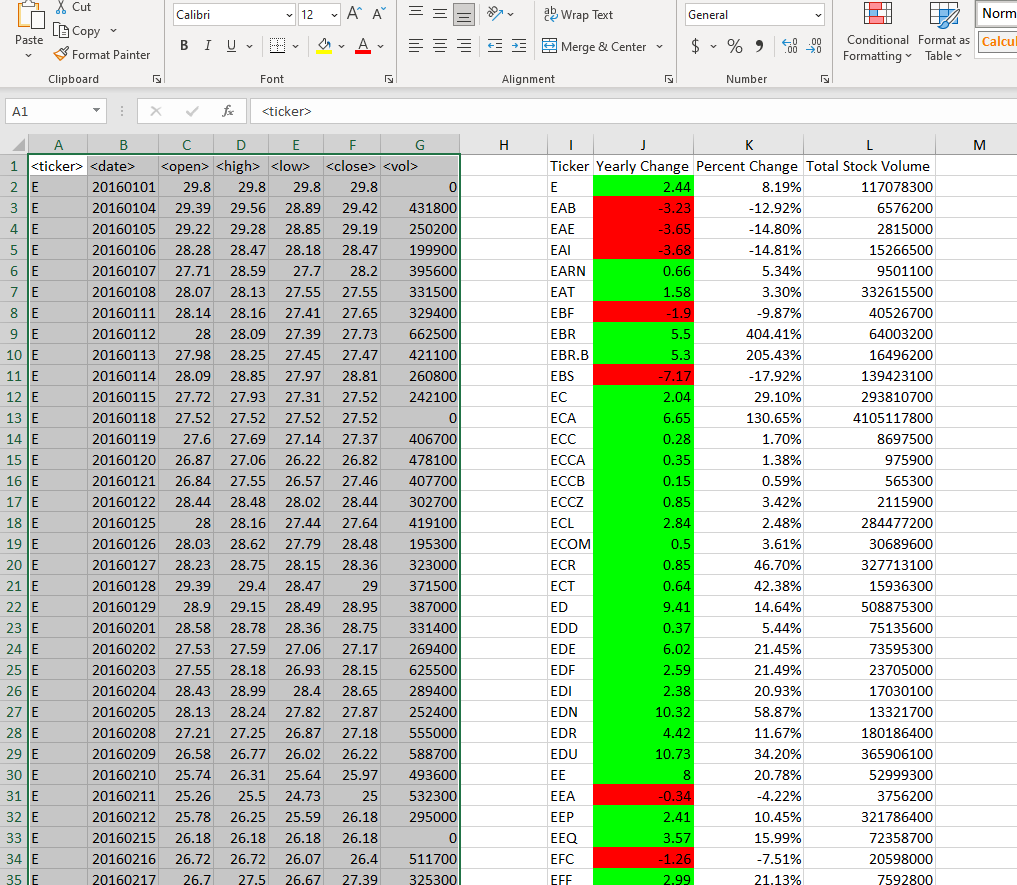 Cut
Copy
Paste
Format Painter
Clipboard
Calibri 12 A A
B I U A
Font
ab Wrap Text
Merge & Center
Alignment
General
$ % 9 .00 .00
Number
Conditional Formatting
Format as Table
Norm
Calcul
A1 fx <ticker>
A B C D E F G H I J K L M
1 <ticker> <date> <open> <high> <low> <close> <vol> Ticker Yearly Change Percent Change Total Stock Volume
2 E 20160101 29.8 29.8 29.8 29.8 0 E 2.44 8.19% 117078300
3 E 20160104 29.39 29.56 28.89 29.42 431800 EAB -3.23 -12.92% 6576200
4 E 20160105 29.22 29.28 28.85 29.19 250200 EAE -3.65 -14.80% 2815000
5 E 20160106 28.28 28.47 28.18 28.47 199900 EAI -3.68 -14.81% 15266500
6 E 20160107 27.71 28.59 27.7 28.2 395600 EARN 0.66 5.34% 9501100
7 E 20160108 28.07 28.13 27.55 27.55 331500 EAT 1.58 3.30% 332615500
8 E 20160111 28.14 28.16 27.41 27.65 329400 EBF -1.9 -9.87% 40526700
9 E 20160112 28 28.09 27.39 27.73 662500 EBR 5.5 404.41% 64003200
10 E 20160113 27.98 28.25 27.45 27.47 421100 EBR.B 5.3 205.43% 16496200
11 E 20160114 28.09 28.85 27.97 28.81 260800 EBS -7.17 -17.92% 139423100
12 E 20160115 27.72 27.93 27.31 27.52 242100 EC 2.04 29.10% 293810700
13 E 20160118 27.52 27.52 27.52 27.52 0 ECA 6.65 130.65% 4105117800
14 E 20160119 27.6 27.69 27.14 27.37 406700 ECC 0.28 1.70% 8697500
15 E 20160120 26.87 27.06 26.22 26.82 478100 ECCA 0.35 1.38% 975900
16 E 20160121 26.84 27.55 26.57 27.46 407700 ECCB 0.15 0.59% 565300
17 E 20160122 28.44 28.48 28.02 28.44 302700 ECCZ 0.85 3.42% 2115900
18 E 20160125 28 28.16 27.44 27.64 419100 ECL 2.84 2.48% 284477200
19 E 20160126 28.03 28.62 27.79 28.48 195300 ECOM 0.5 3.61% 30689600
20 E 20160127 28.23 28.75 28.15 28.36 323000 ECR 0.85 46.70% 327713100
21 E 20160128 29.39 29.4 28.47 29 371500 ECT 0.64 42.38% 15936300
22 E 20160129 28.9 29.15 28.49 28.95 387000 ED 9.41 14.64% 508875300
23 E 20160201 28.58 28.78 28.36 28.75 331400 EDD 0.37 5.44% 75135600
24 E 20160202 27.53 27.59 27.06 27.17 269400 EDE 6.02 21.45% 73595300
25 E 20160203 27.55 28.18 26.93 28.15 625500 EDF 2.59 21.49% 23705000
26 E 20160204 28.43 28.99 28.4 28.65 289400 EDI 2.38 20.93% 17030100
27 E 20160205 28.13 28.24 27.82 27.87 252400 EDN 10.32 58.87% 13321700
28 E 20160208 27.21 27.25 26.87 27.18 555000 EDR 4.42 11.67% 180186400
29 E 20160209 26.58 26.77 26.02 26.22 588700 EDU 10.73 34.20% 365906100
30 E 20160210 25.74 26.31 25.64 25.97 493600 EE 8 20.78% 52999300
31 E 20160211 25.26 25.5 24.73 25 532300 EEA -0.34 -4.22% 3756200
32 E 20160212 25.78 26.25 25.59 26.18 295000 EEP 2.41 10.45% 321786400
33 E 20160215 26.18 26.18 26.18 26.18 0 EEQ 3.57 15.99% 72358700
34 E 20160216 26.72 26.72 26.07 26.4 511700 EFC -1.26 -7.51% 20598000
35 E 20160217 26.7 27.5 26.67 27.39 325300 EFF 2.99 21.13% 7592800